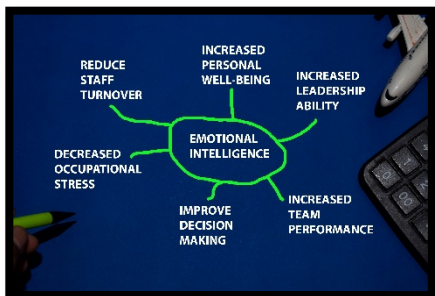 REDUCE
STAFF
TURNOVER
INCREASED
PERSONAL
WELL-BEING
INCREASED
LEADERSHIP
ABILITY
EMOTIONAL
INTELLIGENCE
DECREASED
OCCUPATIONAL
STRESS
IMPROVE
DECISION
MAKING
INCREASED
TEAM
PERFORMANCE